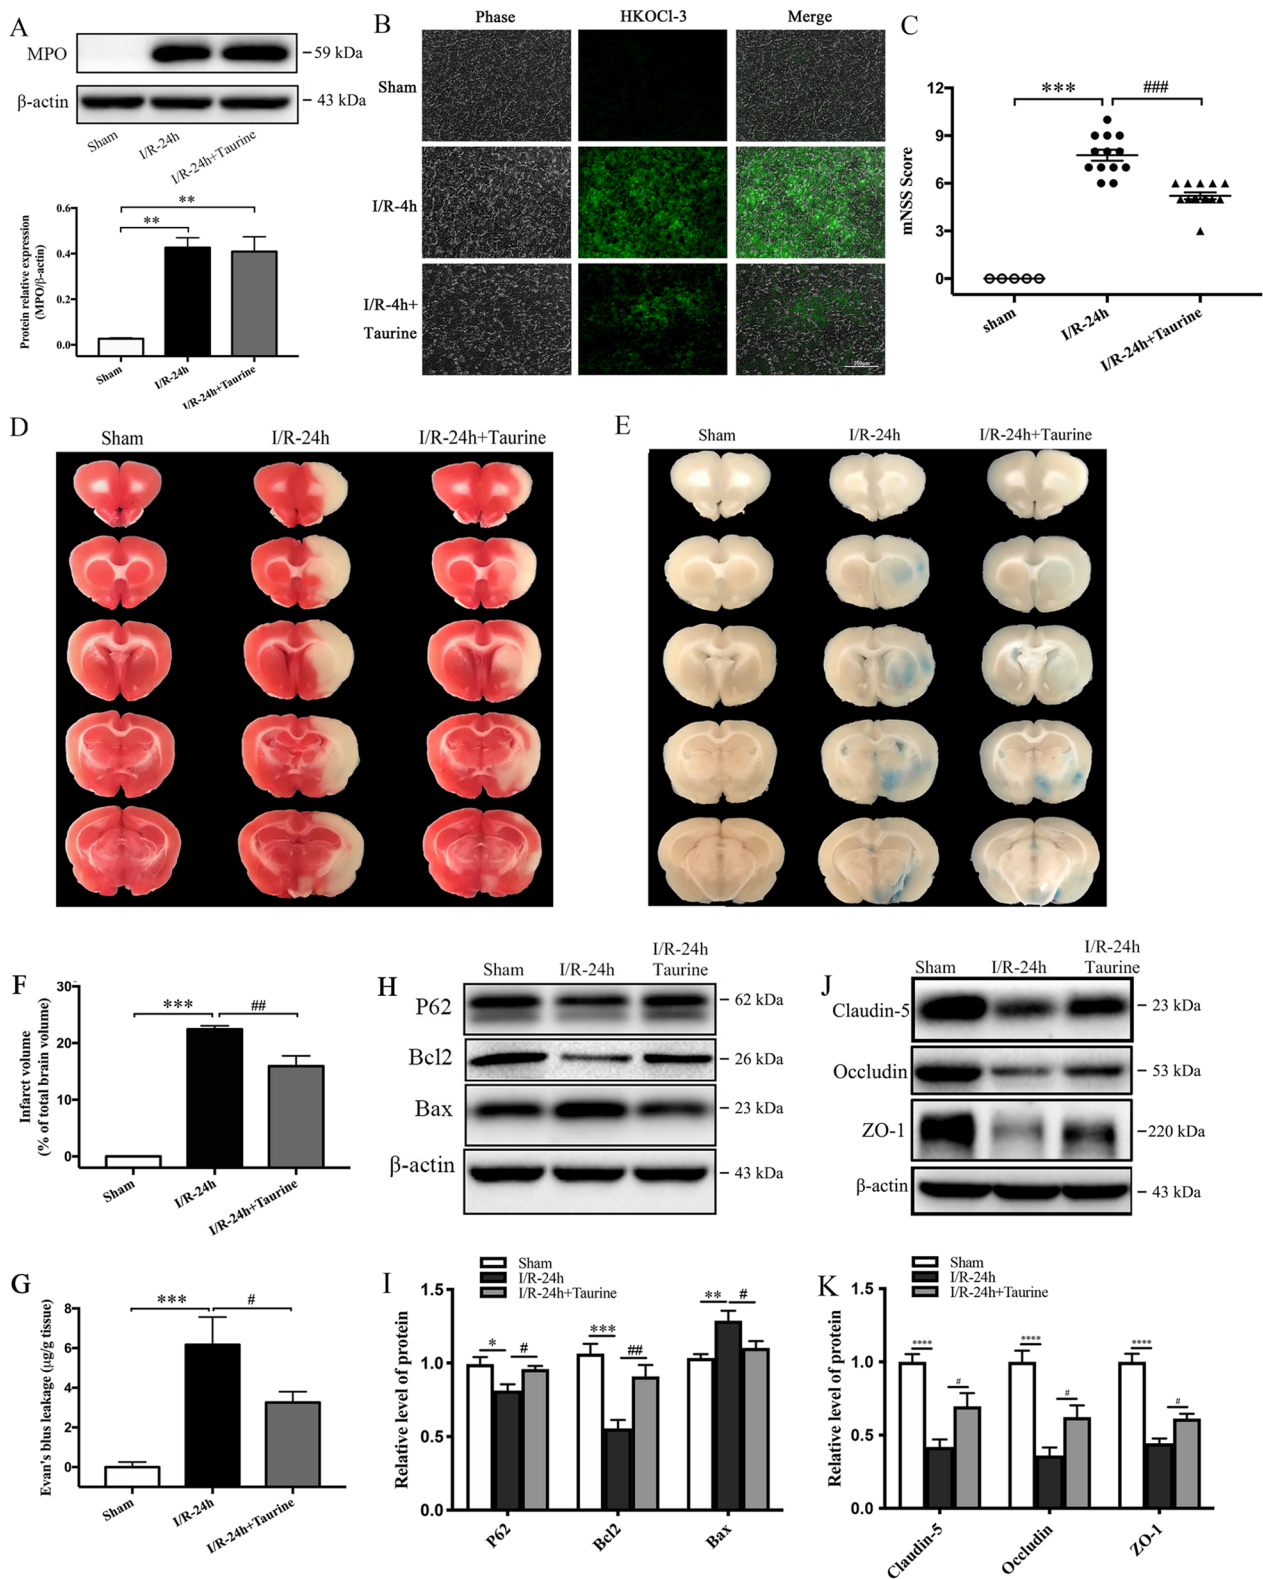 A
MPO
59 kDa
β-actin
43 kDa
Sham
I/R-24h
I/R-24h+Taurine
Protein relative expression
(MPO/β-actin)
0.6
0.4
0.2
0.0
**
**
Sham
I/R-24h
I/R-24h+Taurine
B
Phase
HKOCl-3
Merge
Sham
I/R-4h
I/R-4h+
Taurine
C
mNSS Score
12
9
6
3
0
***
###
sham
I/R-24h
I/R-24h+Taurine
D
Sham
I/R-24h
I/R-24h+Taurine
E
Sham
I/R-24h
I/R-24h+Taurine
F
Infarct volume
(% of total brain volume)
30
20
10
0
***
##
Sham
I/R-24h
I/R-24h+Taurine
G
Evan's blus leakage (μg/g tissue)
8
6
4
2
0
***
#
Sham
I/R-24h
I/R-24h+Taurine
H
Sham
I/R-24h
I/R-24h
Taurine
P62
62 kDa
Bcl2
26 kDa
Bax
23 kDa
β-actin
43 kDa
I
Sham
I/R-24h
I/R-24h+Taurine
Relative level of protein
1.5
1.0
0.5
0.0
*
#
***
##
**
#
P62
Bcl2
Bax
J
Sham
I/R-24h
I/R-24h
Taurine
Claudin-5
23 kDa
Occludin
53 kDa
ZO-1
220 kDa
β-actin
43 kDa
K
Sham
I/R-24h
I/R-24h+Taurine
Relative level of protein
1.5
1.0
0.5
0.0
****
#
****
#
****
#
Claudin-5
Occludin
ZO-1